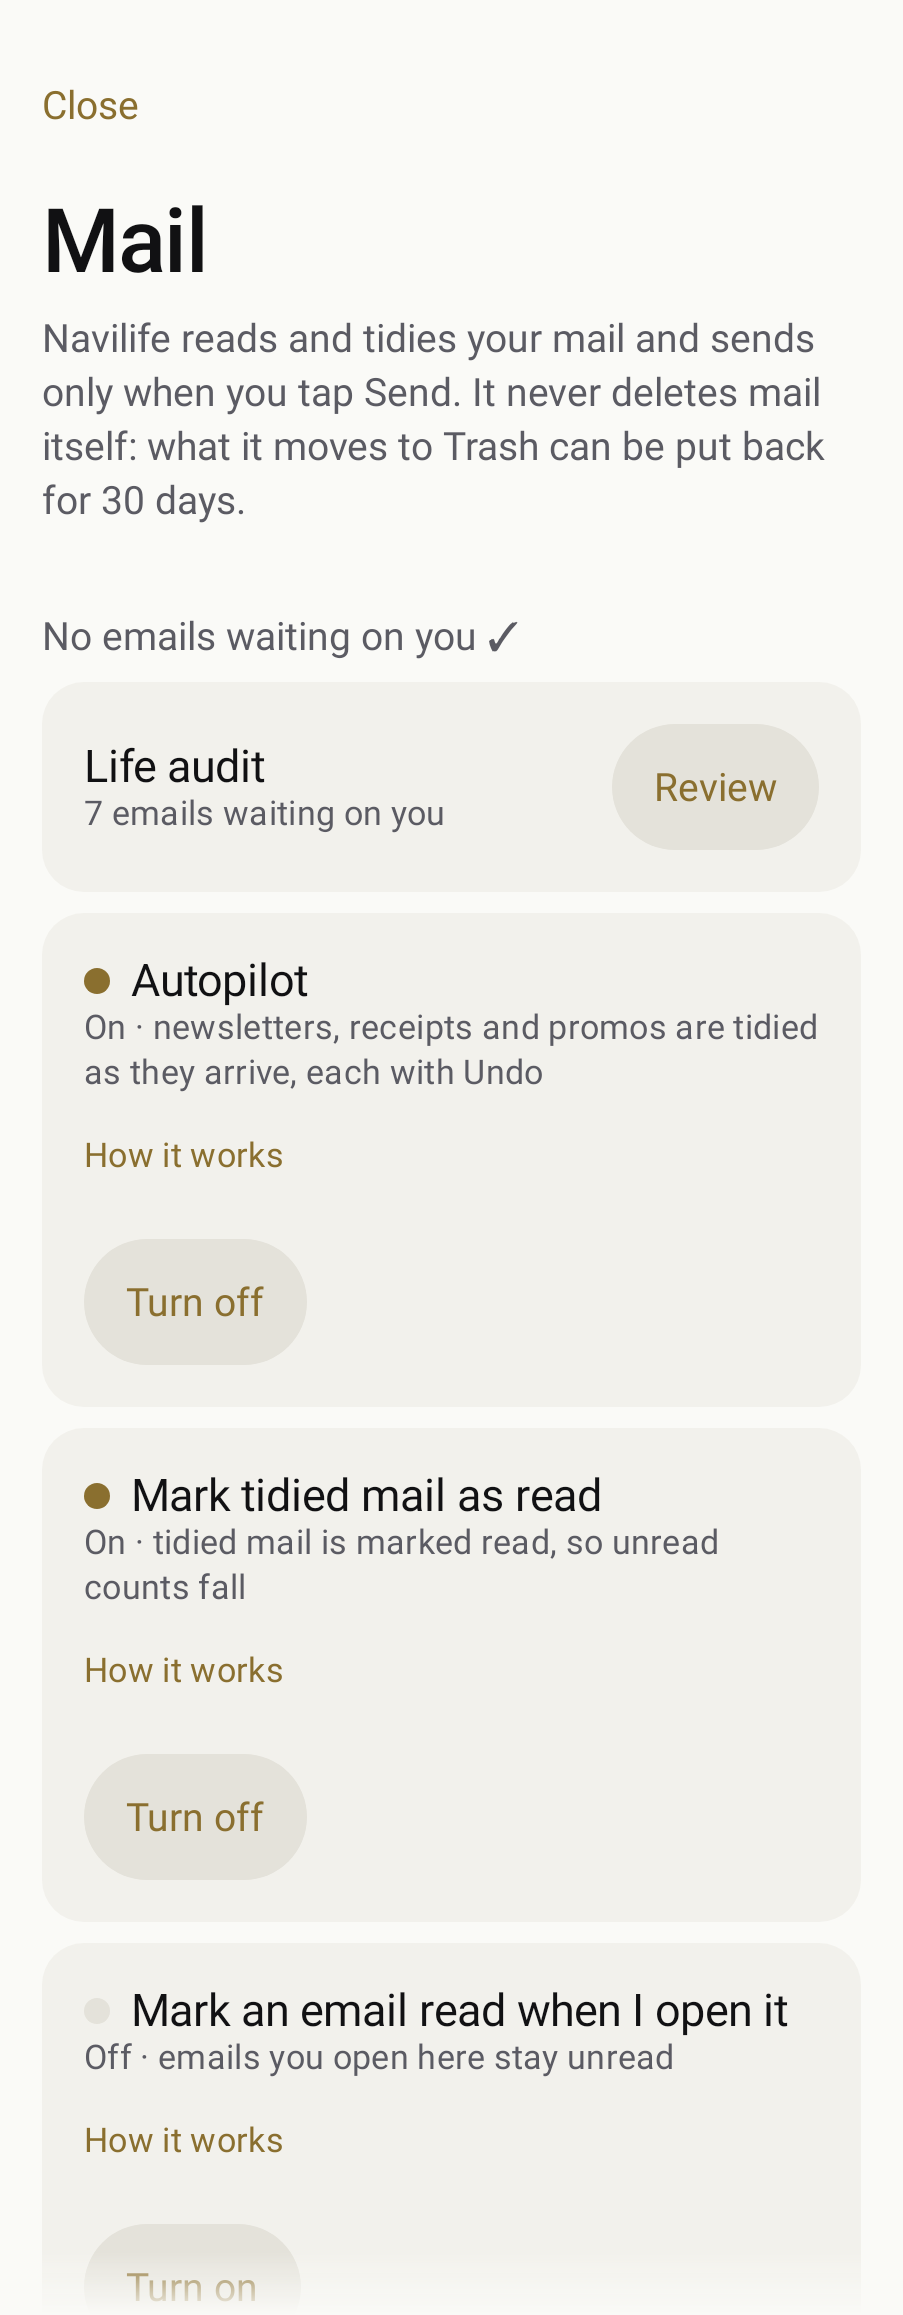 Close
Mail
Navilife reads and tidies your mail and sends
only when you tap Send. It never deletes mail
itself: what it moves to Trash can be put back
for 30 days.
No emails waiting on you ✓
Life audit
7 emails waiting on you
Review
Autopilot
On · newsletters, receipts and promos are tidied
as they arrive, each with Undo
How it works
Turn off
Mark tidied mail as read
On · tidied mail is marked read, so unread
counts fall
How it works
Turn off
Mark an email read when I open it
Off · emails you open here stay unread
How it works
Turn on